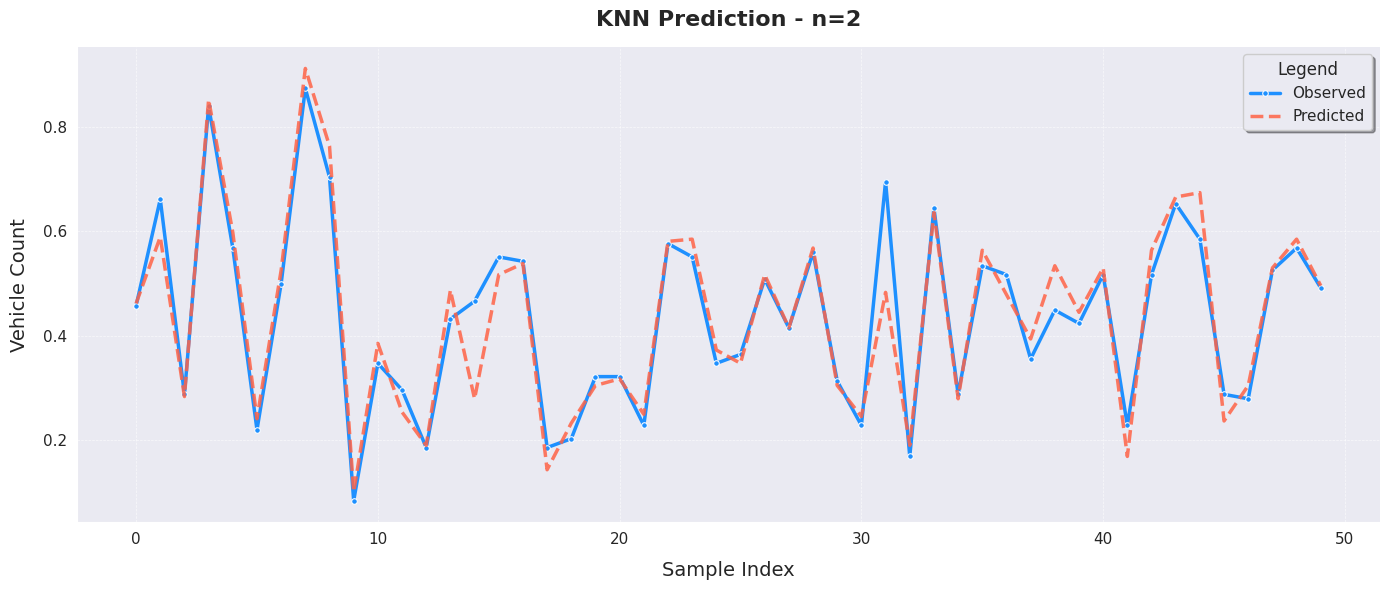 KNN Prediction - n=2
Vehicle Count
0.8
0.6
0.4
0.2
Legend
Observed
Predicted
0 10 20 30 40 50
Sample Index